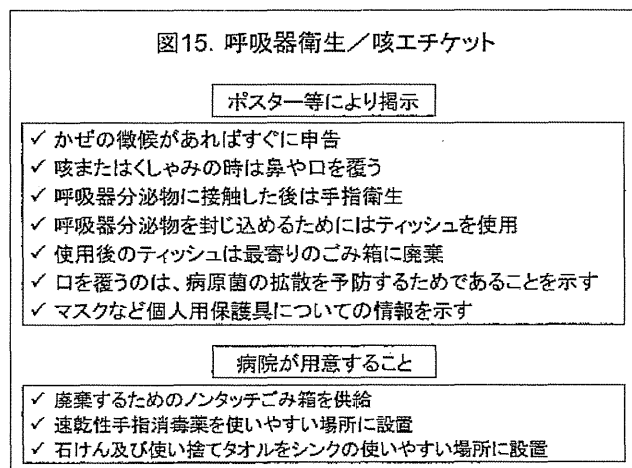 図15. 呼吸器衛生／咳エチケット
ポスター等により掲示
✓ かぜの徴候があればすぐに申告
✓ 咳またはくしゃみの時は鼻や口を覆う
✓ 呼吸器分泌物に接触した後は手指衛生
✓ 呼吸器分泌物を封じ込めるためにはティッシュを使用
✓ 使用後のティッシュは最寄りのごみ箱に廃棄
✓ 口を覆うのは、病原菌の拡散を予防するためであることを示す
✓ マスクなど個人用保護具についての情報を示す
病院が用意すること
✓ 廃棄するためのノンタッチごみ箱を供給
✓ 速乾性手指消毒薬を使いやすい場所に設置
✓ 石けん及び使い捨てタオルをシンクの使いやすい場所に設置